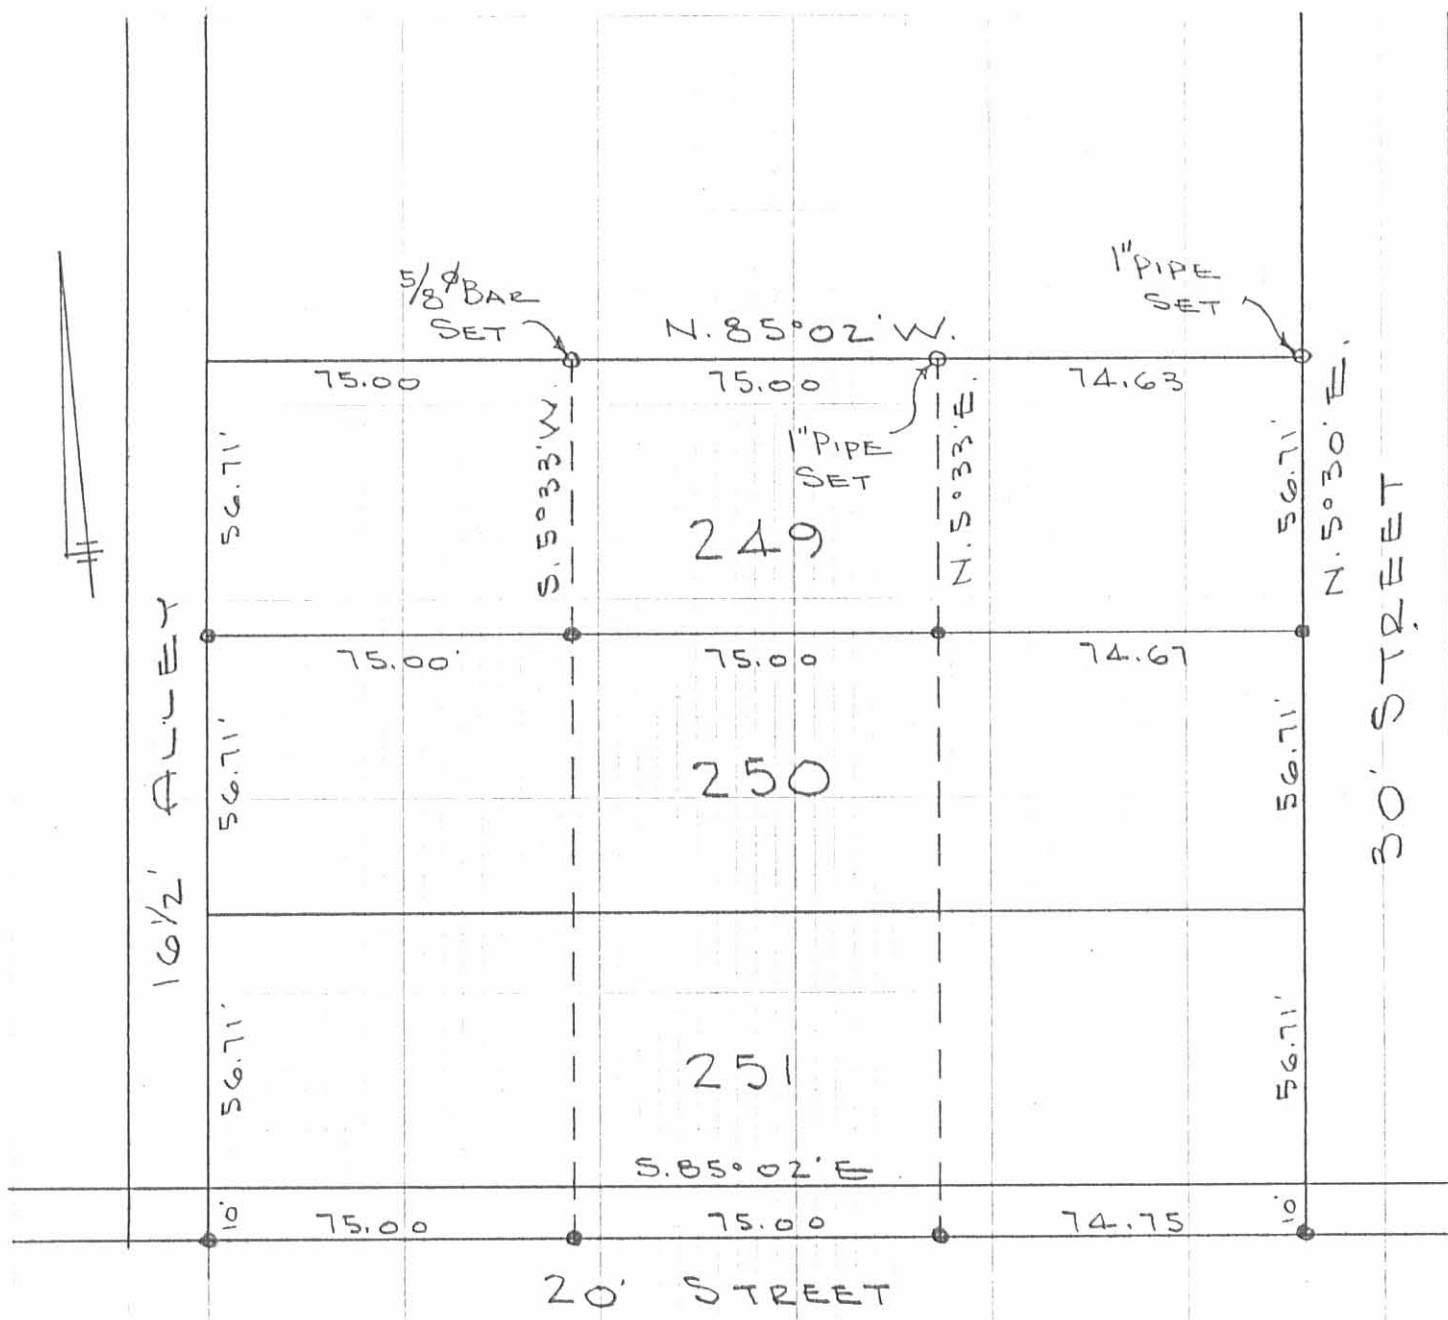 5/8"ø BAR
SET
N. 85°02' W.
1" PIPE
SET
75.00
75.00
74.63
56.71'
S. 5°33' W.
1" PIPE
SET
N. 5°33' E.
56.71'
N. 5°30' E.
249
75.00'
75.00
74.67
16 1/2' ALLEY
56.71'
250
56.71'
30' STREET
56.71'
251
56.71'
S. 85°02' E
10'
75.00
75.00
74.75
10'
20' STREET